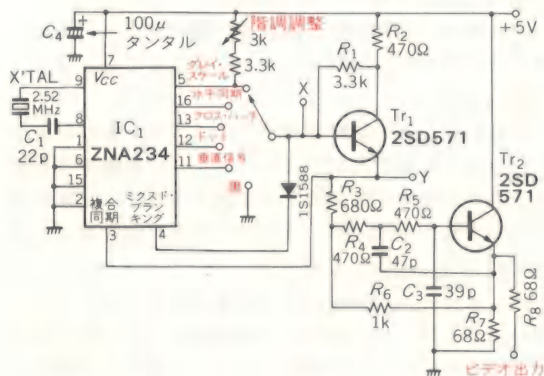 C4
+
100μ
タンタル
階調調整
3k
3.3k
R1
3.3k
R2
470Ω
+5V
X'TAL
2.52
MHz
C1
22p
9
8
1
6
15
2
7
VCC
IC1
ZNA234
複合
同期
ミクスド・
ブラン
キング
3
4
5
グレイ・
スケール
16
水平同期
13
クロス・ハッチ
12
ドット
11
垂直信号
黒
X
1S1588
Tr1
2SD571
Y
Tr2
2SD
571
R3
680Ω
R5
470Ω
R4
470Ω
C2
47p
R6
1k
C3
39p
R7
68Ω
R8 68Ω
ビデオ出力